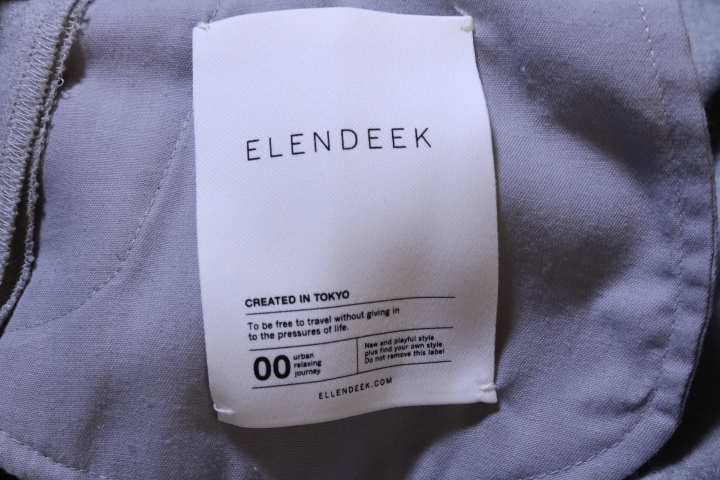 ELENDEEK
CREATED IN TOKYO
To be free to travel without giving in
to the pressures of life.
00
urban
relaxing
journey
New and playful style
plus find your own style.
Do not remove this label
ELLENDEEK.COM